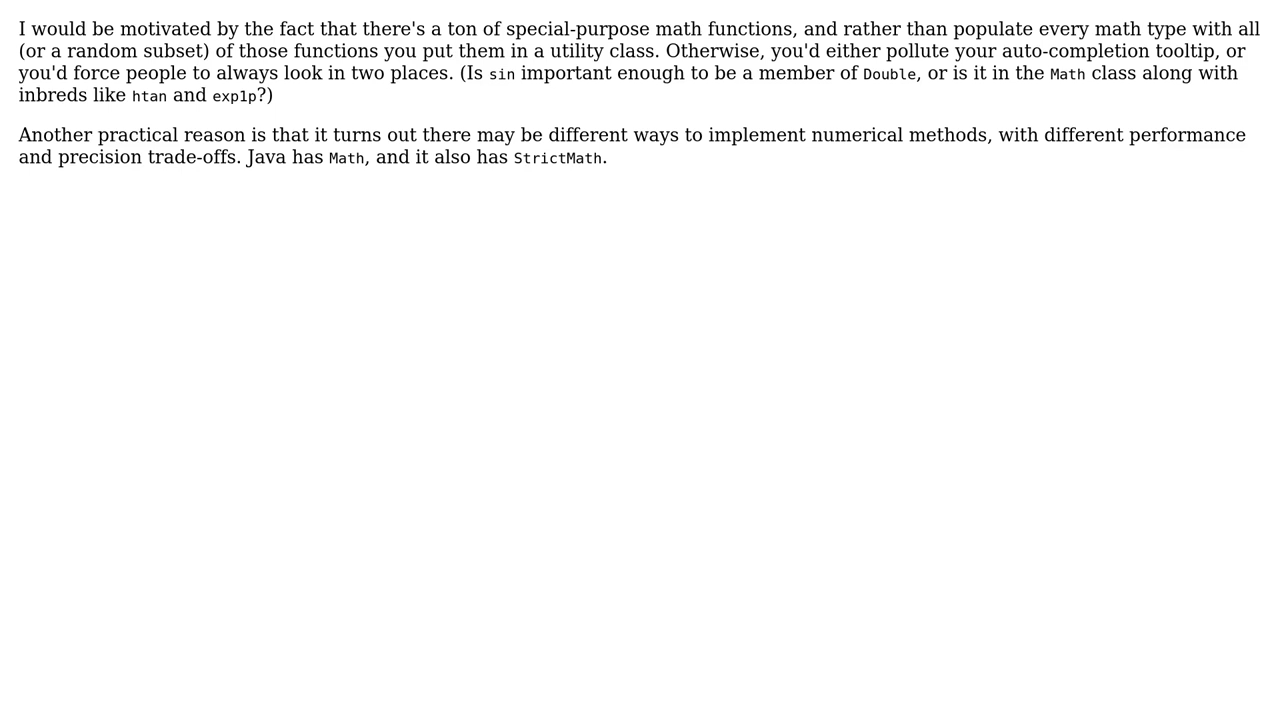 I would be motivated by the fact that there's a ton of special-purpose math functions, and rather than populate every math type with all
(or a random subset) of those functions you put them in a utility class. Otherwise, you'd either pollute your auto-completion tooltip, or
you'd force people to always look in two places. (Is sin important enough to be a member of Double, or is it in the Math class along with
inbreds like htan and exp1p?)
Another practical reason is that it turns out there may be different ways to implement numerical methods, with different performance
and precision trade-offs. Java has Math, and it also has StrictMath.